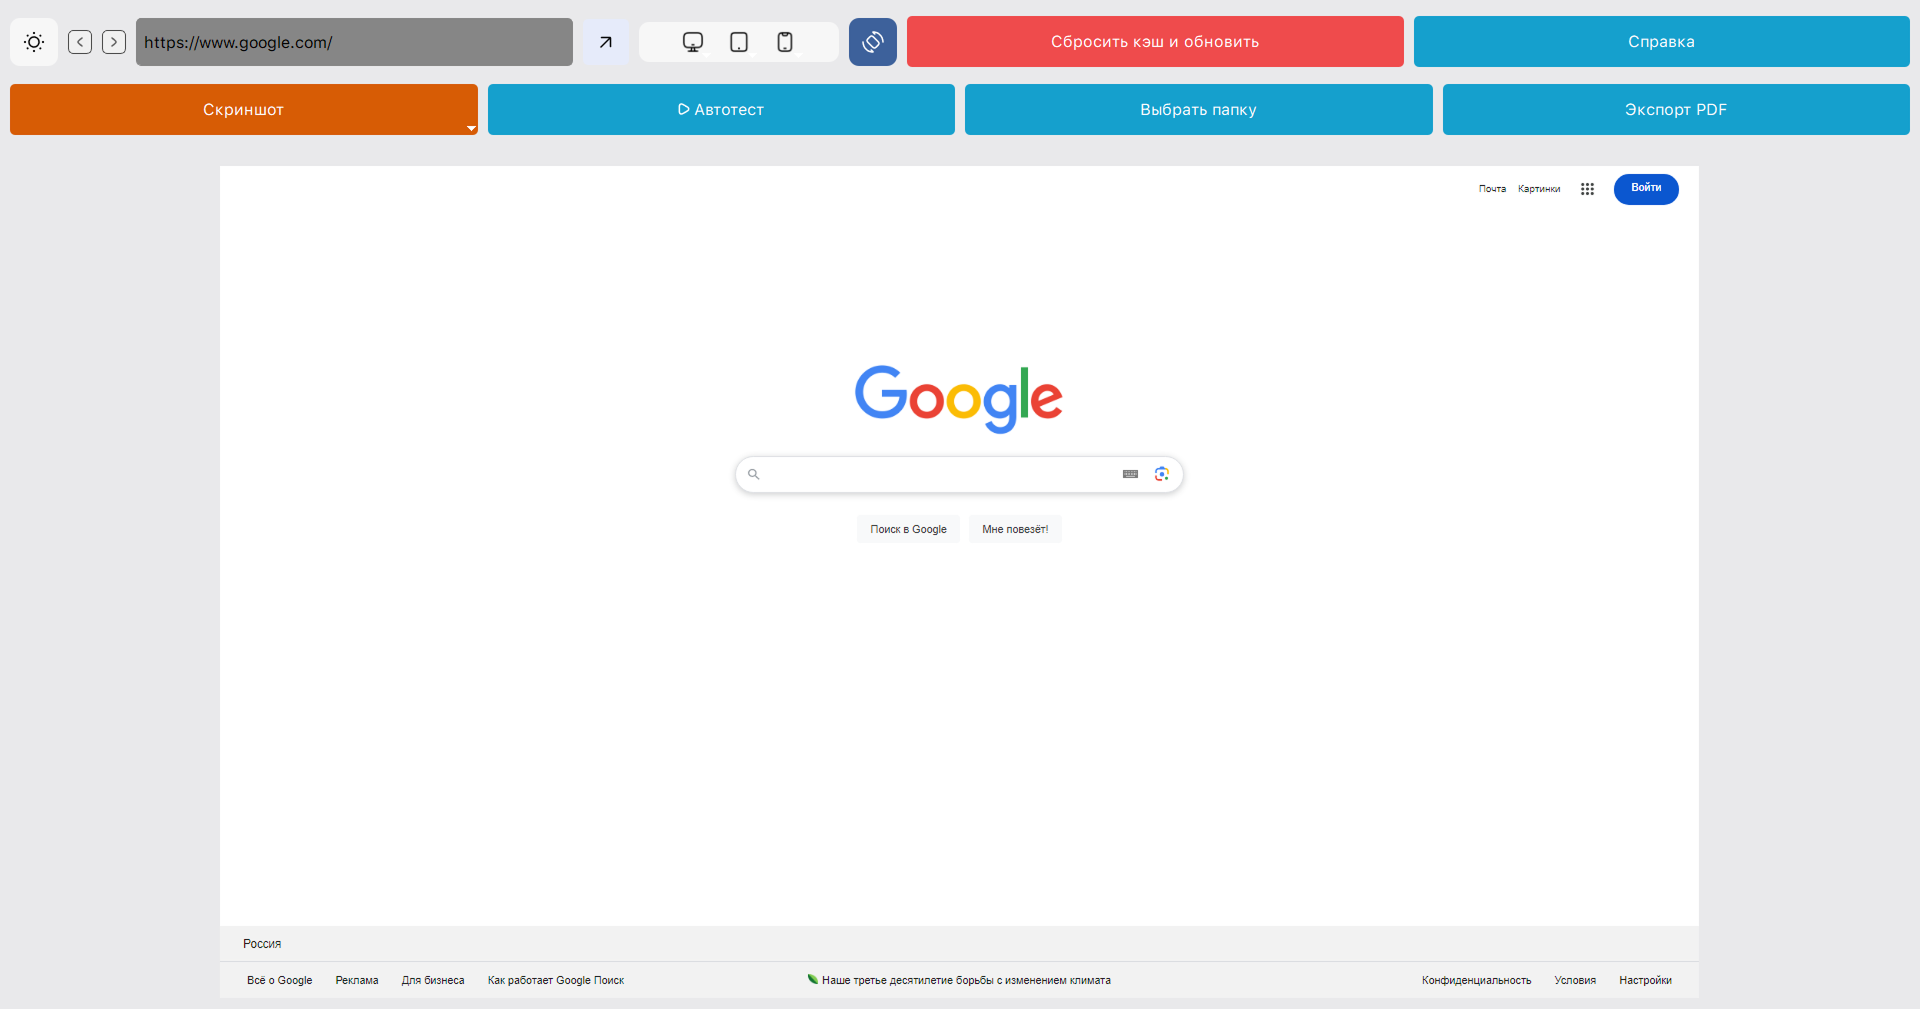 https://www.google.com/
Сбросить кэш и обновить
Справка
Скриншот
Автотест
Выбрать папку
Экспорт PDF
Почта Картинки Войти
Google
Поиск в Google Мне повезёт!
Россия
Всё о Google Реклама Для бизнеса Как работает Google Поиск
Наше третье десятилетие борьбы с изменением климата
Конфиденциальность Условия Настройки